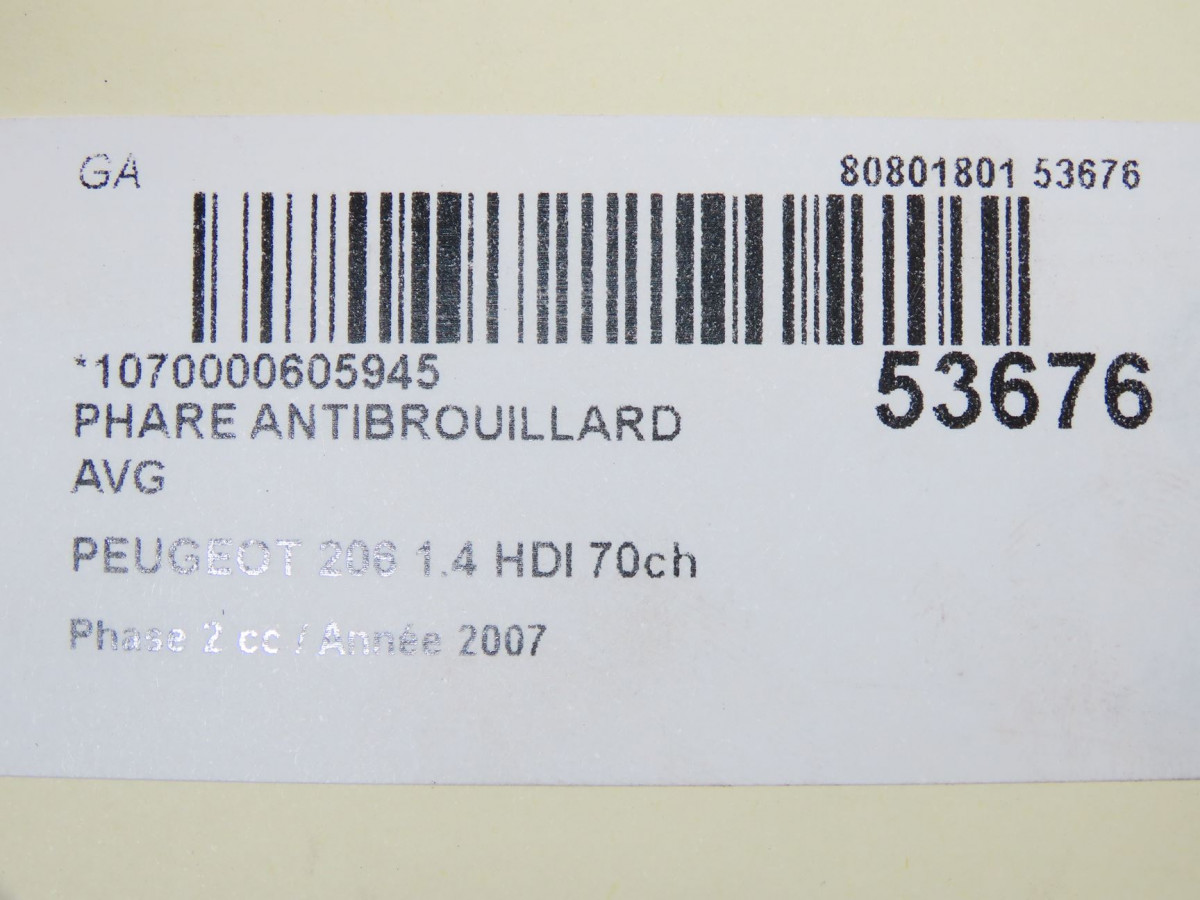 GA
80801801 53676
*1070000605945
53676
PHARE ANTIBROUILLARD
AVG
PEUGEOT 206 1.4 HDI 70ch
Phase 2 cc / Année 2007